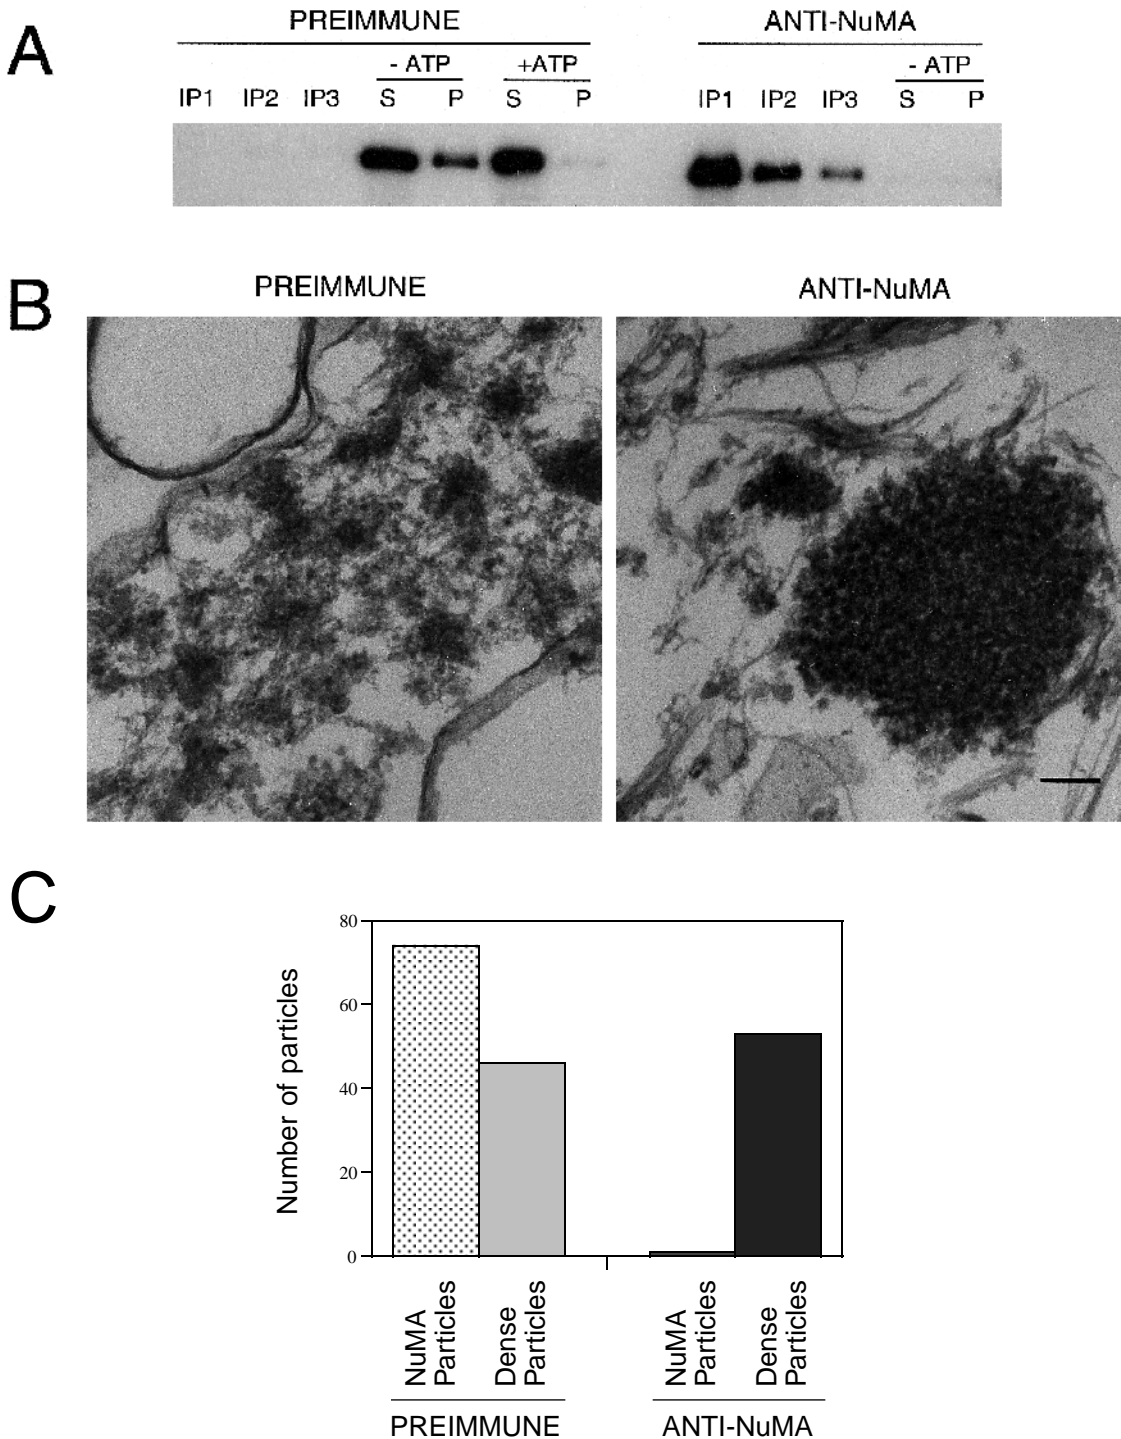 A
PREIMMUNE
ANTI-NuMA
- ATP
+ATP
- ATP
IP1 IP2 IP3 S P S P IP1 IP2 IP3 S P
B
PREIMMUNE
ANTI-NuMA
C
80
60
40
20
0
Number of particles
NuMA
Particles
Dense
Particles
NuMA
Particles
Dense
Particles
PREIMMUNE
ANTI-NuMA